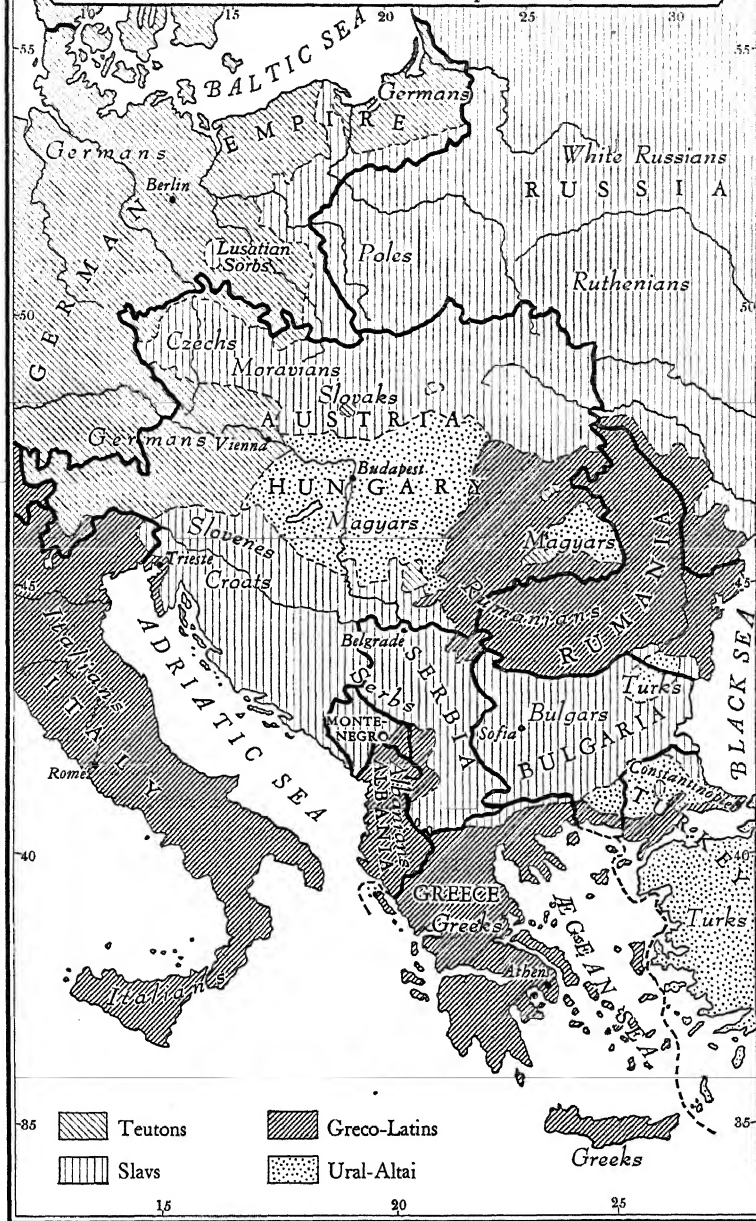 10 15 20 25 30
55 55
BALTIC SEA
Germans
EMPIRE
Germans
White Russians
RUSSIA
Berlin
GERMAN
Lusatian
Sorbs
Poles
Ruthenians
50 50
Czechs
Moravians
Slovaks
AUSTRIA
Germans
Vienna
Budapest
HUNGARY
Magyars
Magyars
Slovenes
Trieste
Croats
45 45
Romanians
RUMANIA
Italians
ITALY
ADRIATIC SEA
Belgrade
SERBIA
Serbs
MONTE-
NEGRO
Turks
Sofia
Bulgars
BULGARIA
BLACK SEA
Rome
Albanians
ALBANIA
Constantinople
TURKEY
40 40
GREECE
Greeks
ÆGEAN SEA
Turks
Athens
Italians
35 35
Teutons
Greco-Latins
Slavs
Ural-Altai
Greeks
15 20 25